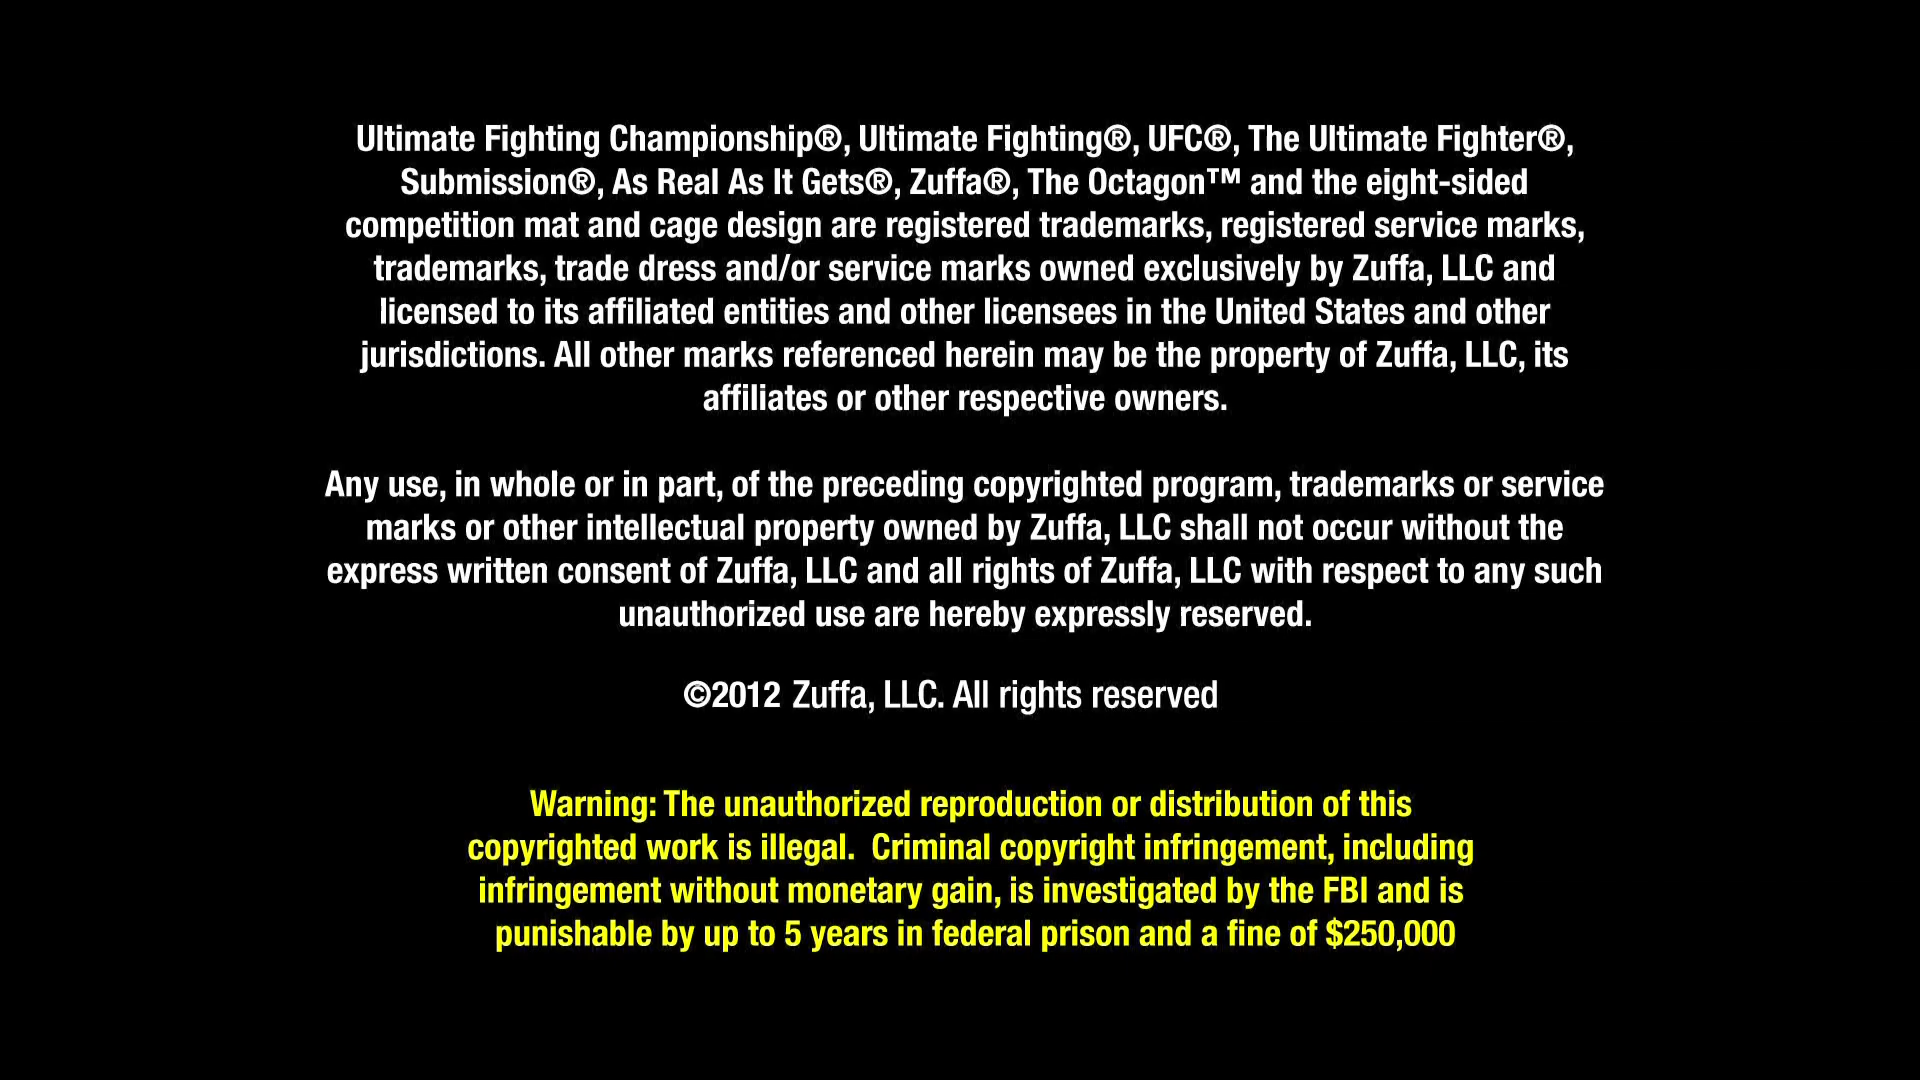 Ultimate Fighting Championship®, Ultimate Fighting®, UFC®, The Ultimate Fighter®,
Submission®, As Real As It Gets®, Zuffa®, The Octagon™ and the eight-sided
competition mat and cage design are registered trademarks, registered service marks,
trademarks, trade dress and/or service marks owned exclusively by Zuffa, LLC and
licensed to its affiliated entities and other licensees in the United States and other
jurisdictions. All other marks referenced herein may be the property of Zuffa, LLC, its
affiliates or other respective owners.
Any use, in whole or in part, of the preceding copyrighted program, trademarks or service
marks or other intellectual property owned by Zuffa, LLC shall not occur without the
express written consent of Zuffa, LLC and all rights of Zuffa, LLC with respect to any such
unauthorized use are hereby expressly reserved.
©2012 Zuffa, LLC. All rights reserved
Warning: The unauthorized reproduction or distribution of this
copyrighted work is illegal.  Criminal copyright infringement, including
infringement without monetary gain, is investigated by the FBI and is
punishable by up to 5 years in federal prison and a fine of $250,000